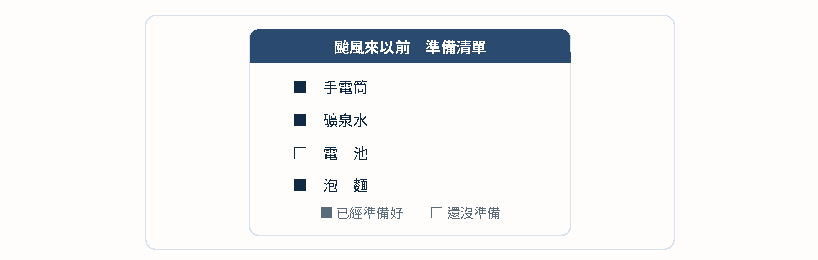 颱風來以前　準備清單
■　手電筒
■　礦泉水
□　電　池
■　泡　麵
■已經準備好　□還沒準備